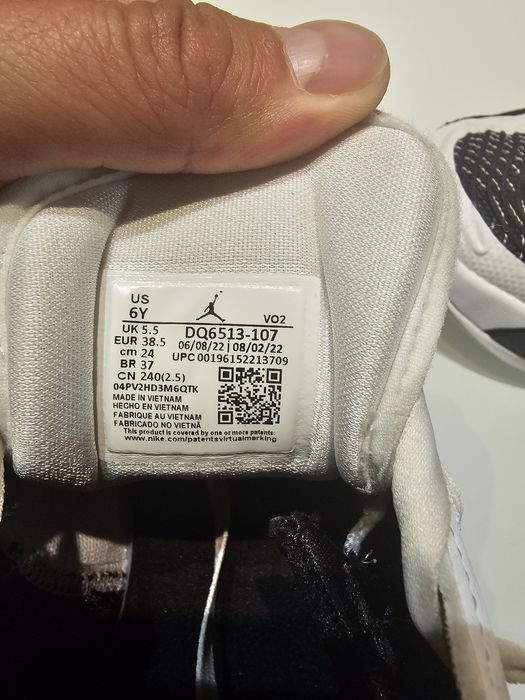 US
6Y
VO2
UK 5.5
DQ6513-107
EUR 38.5
06/08/22 | 08/02/22
cm 24
UPC 00196152213709
BR 37
CN 240(2.5)
04PV2HD3M6QTK
MADE IN VIETNAM
HECHO EN VIETNAM
FABRIQUE AU VIETNAM
FABRICADO NO VIETNÃ
This product is covered by one or more patents:
www.nike.com/patentsvirtualmarking